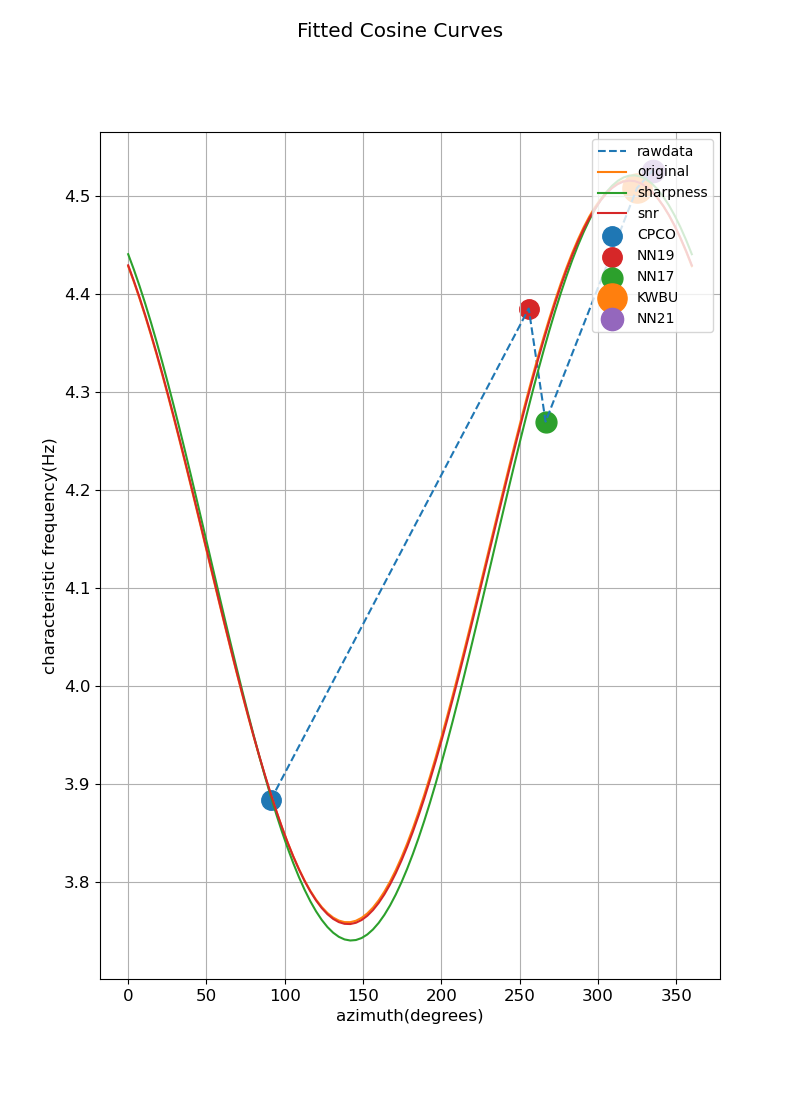 Fitted Cosine Curves
rawdata
original
sharpness
snr
CPCO
NN19
NN17
KWBU
NN21
4.5
4.4
4.3
4.2
4.1
4.0
3.9
3.8
characteristic frequency(Hz)
0 50 100 150 200 250 300 350
azimuth(degrees)